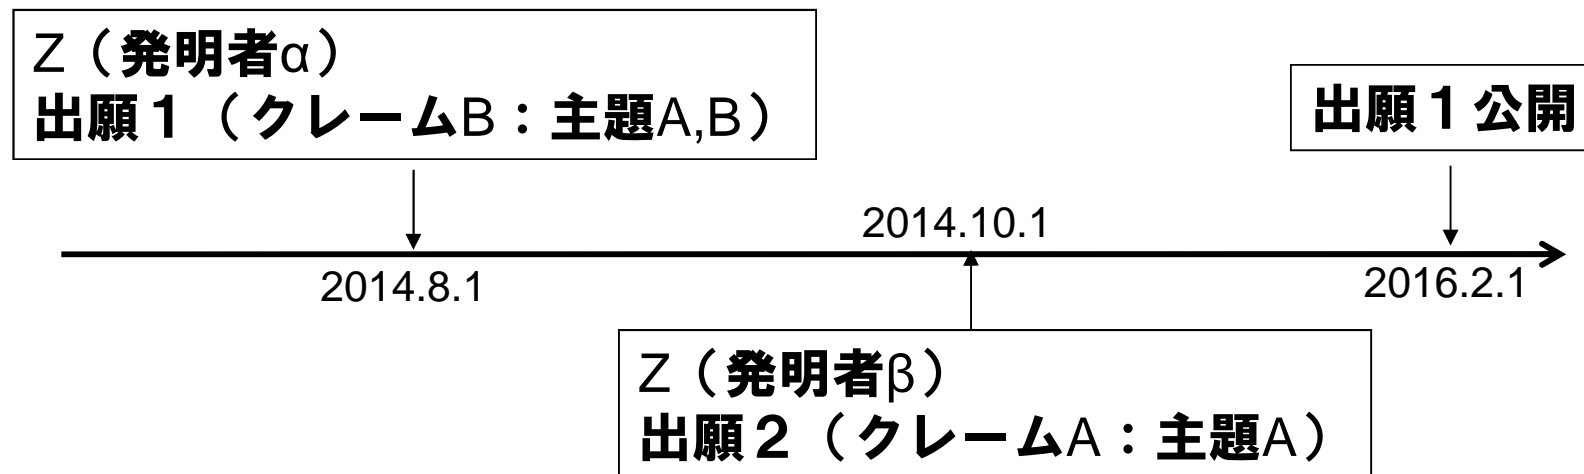 Z（発明者α）
出願１（クレームB：主題A,B）
出願１公開
2014.10.1
2014.8.1
2016.2.1
Z（発明者β）
出願２（クレームA：主題A）